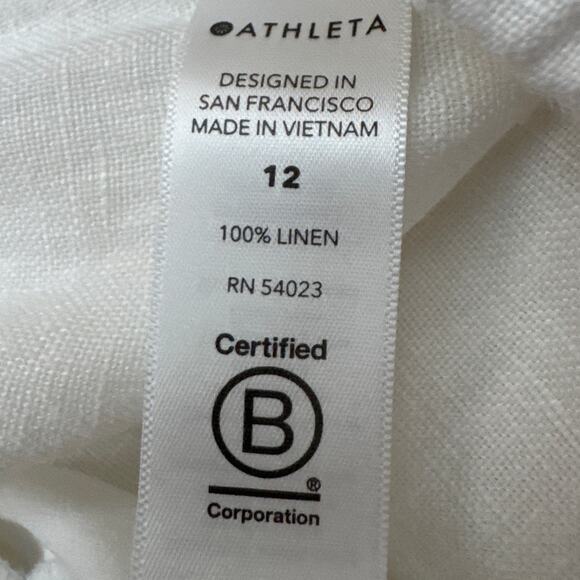 ATHLETA
DESIGNED IN
SAN FRANCISCO
MADE IN VIETNAM
12
100% LINEN
RN 54023
Certified
B
®
Corporation